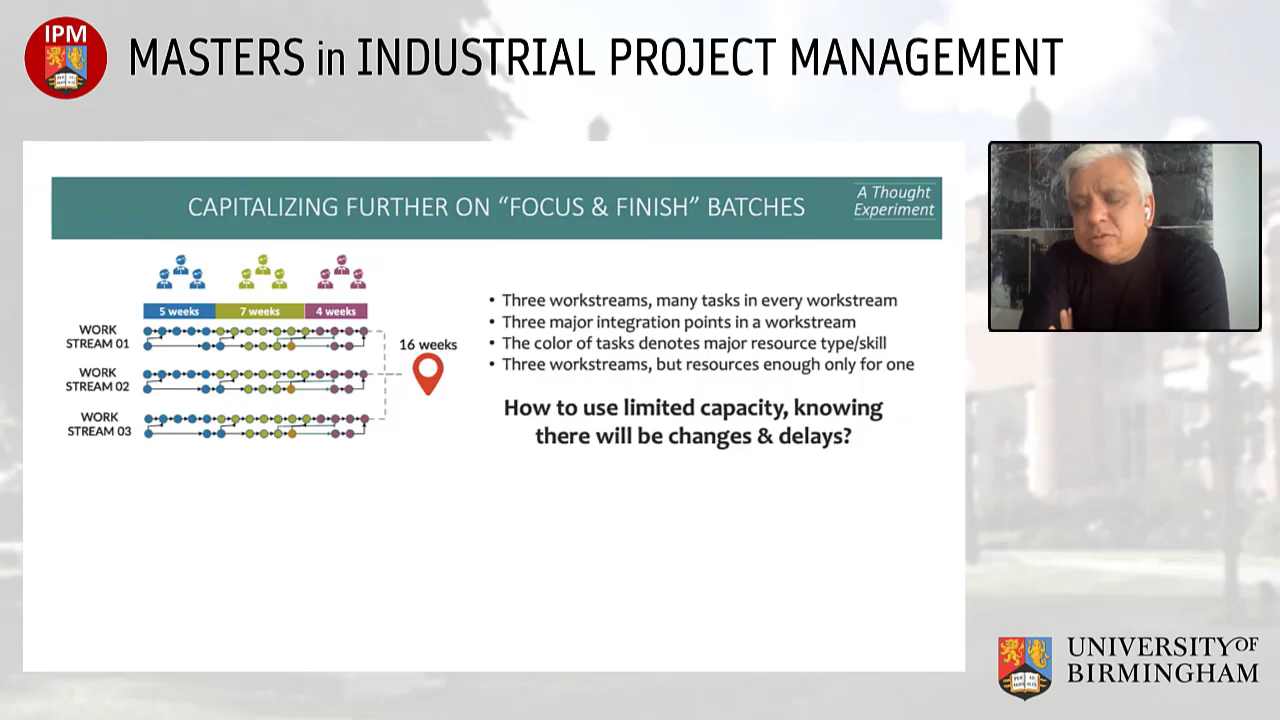 IPM
MASTERS in INDUSTRIAL PROJECT MANAGEMENT
CAPITALIZING FURTHER ON “FOCUS & FINISH” BATCHES
A Thought
Experiment
5 weeks
7 weeks
4 weeks
WORK
STREAM 01
WORK
STREAM 02
WORK
STREAM 03
16 weeks
• Three workstreams, many tasks in every workstream
• Three major integration points in a workstream
• The color of tasks denotes major resource type/skill
• Three workstreams, but resources enough only for one
How to use limited capacity, knowing
there will be changes & delays?
UNIVERSITY OF
BIRMINGHAM